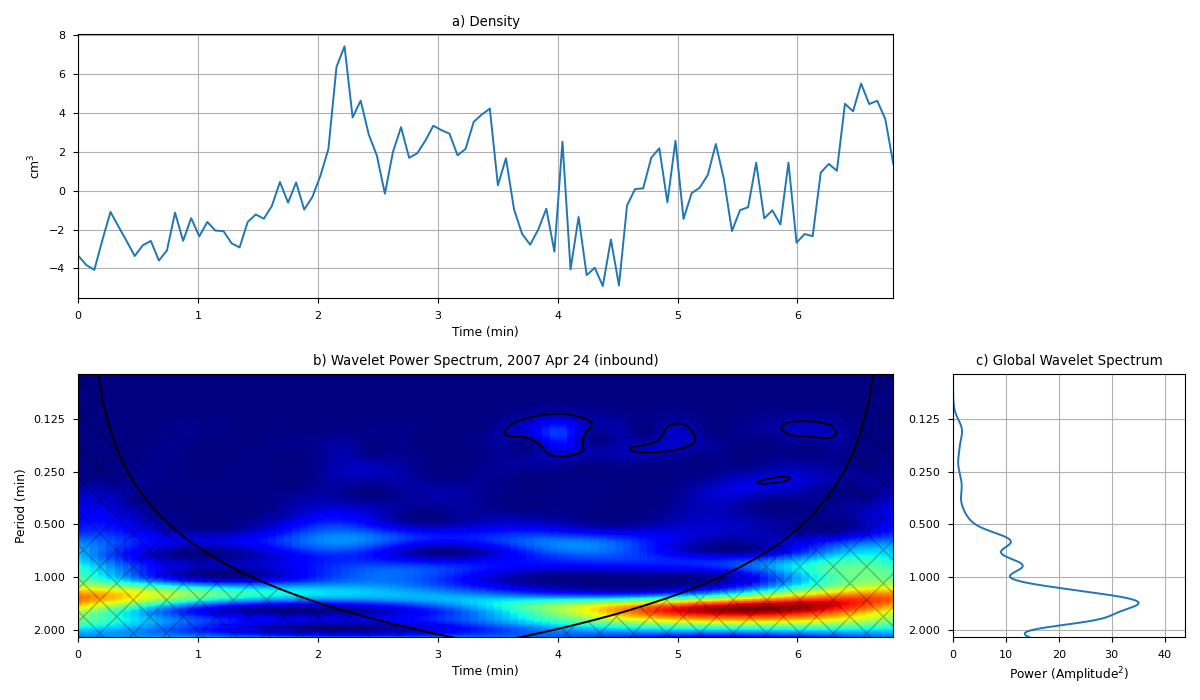 a) Density
8
6
4
2
0
−2
−4
cm³
0 1 2 3 4 5 6
Time (min)
b) Wavelet Power Spectrum, 2007 Apr 24 (inbound)
0.125
0.250
0.500
1.000
2.000
Period (min)
0 1 2 3 4 5 6
Time (min)
c) Global Wavelet Spectrum
0.125
0.250
0.500
1.000
2.000
0 10 20 30 40
Power (Amplitude²)